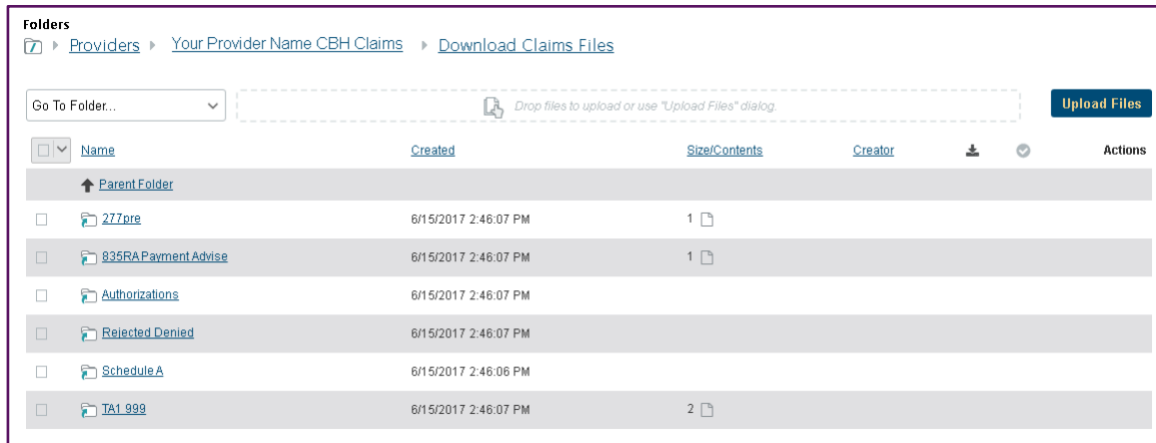 Folders
Providers Your Provider Name CBH Claims Download Claims Files
Go To Folder... Drop files to upload or use "Upload Files" dialog. Upload Files
Name Created Size/Contents Creator Actions
Parent Folder
277pre 6/15/2017 2:46:07 PM 1
835RA Payment Advise 6/15/2017 2:46:07 PM 1
Authorizations 6/15/2017 2:46:07 PM
Rejected Denied 6/15/2017 2:46:07 PM
Schedule A 6/15/2017 2:46:06 PM
TA1 999 6/15/2017 2:46:07 PM 2